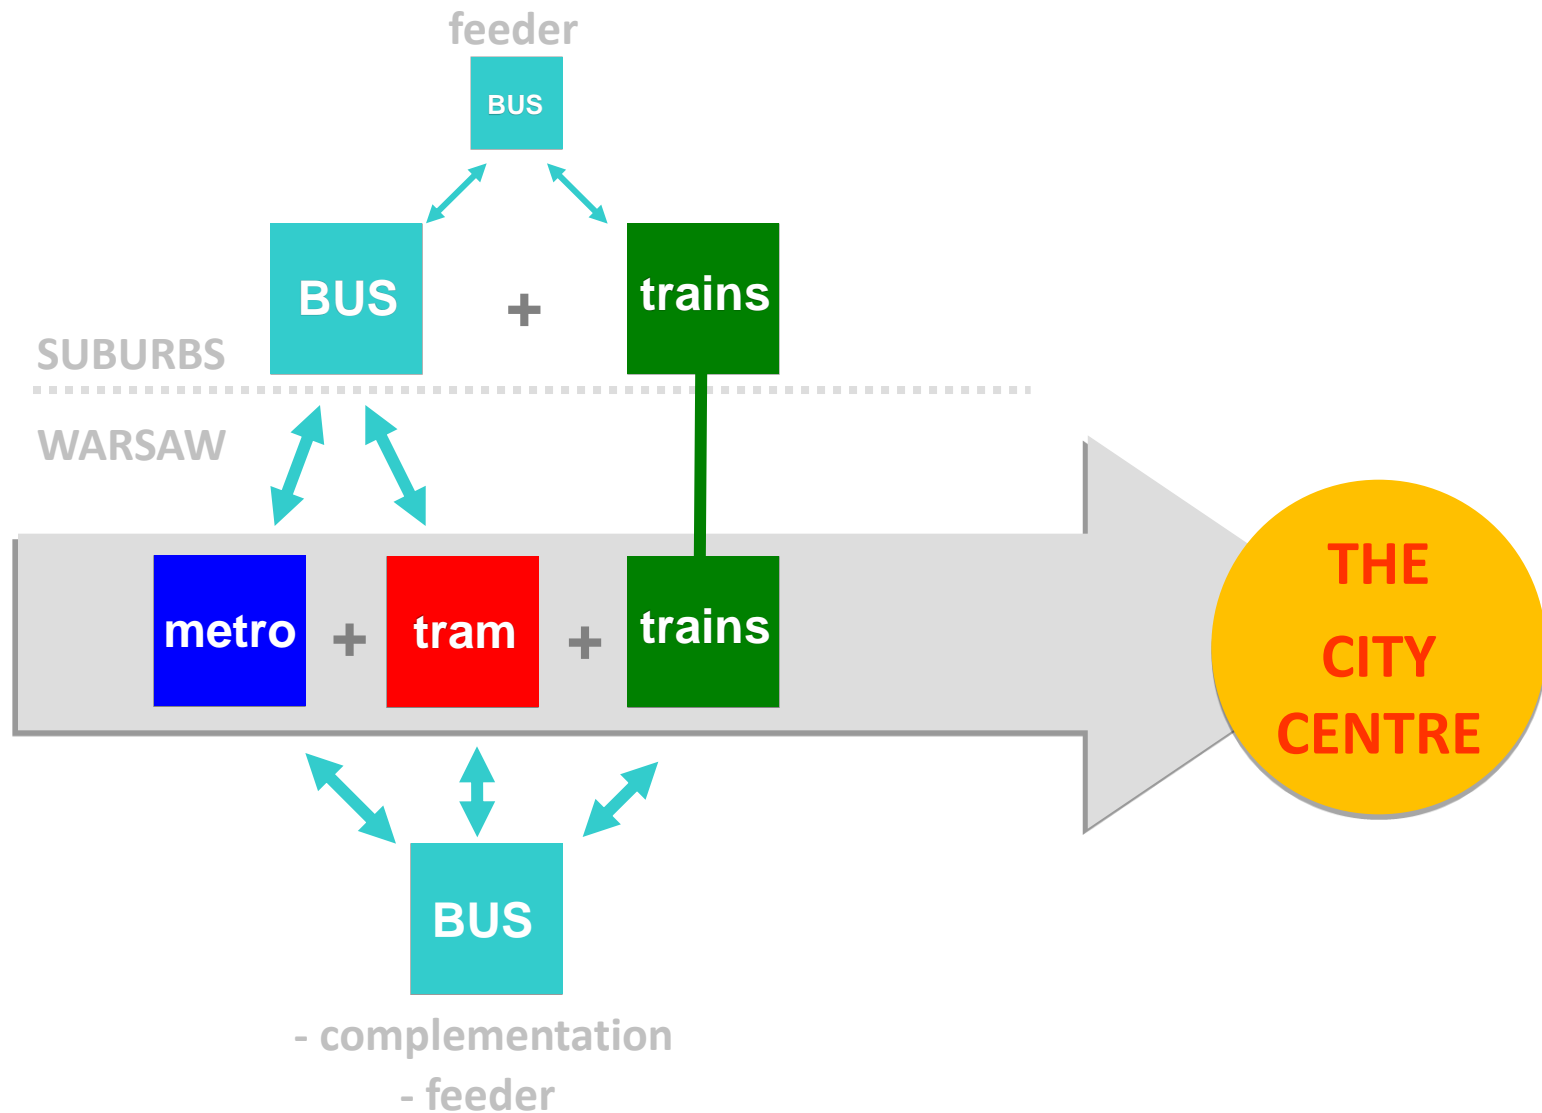 feeder
BUS
BUS
+
trains
SUBURBS
WARSAW
metro
+
tram
+
trains
THE
CITY
CENTRE
BUS
- complementation
- feeder